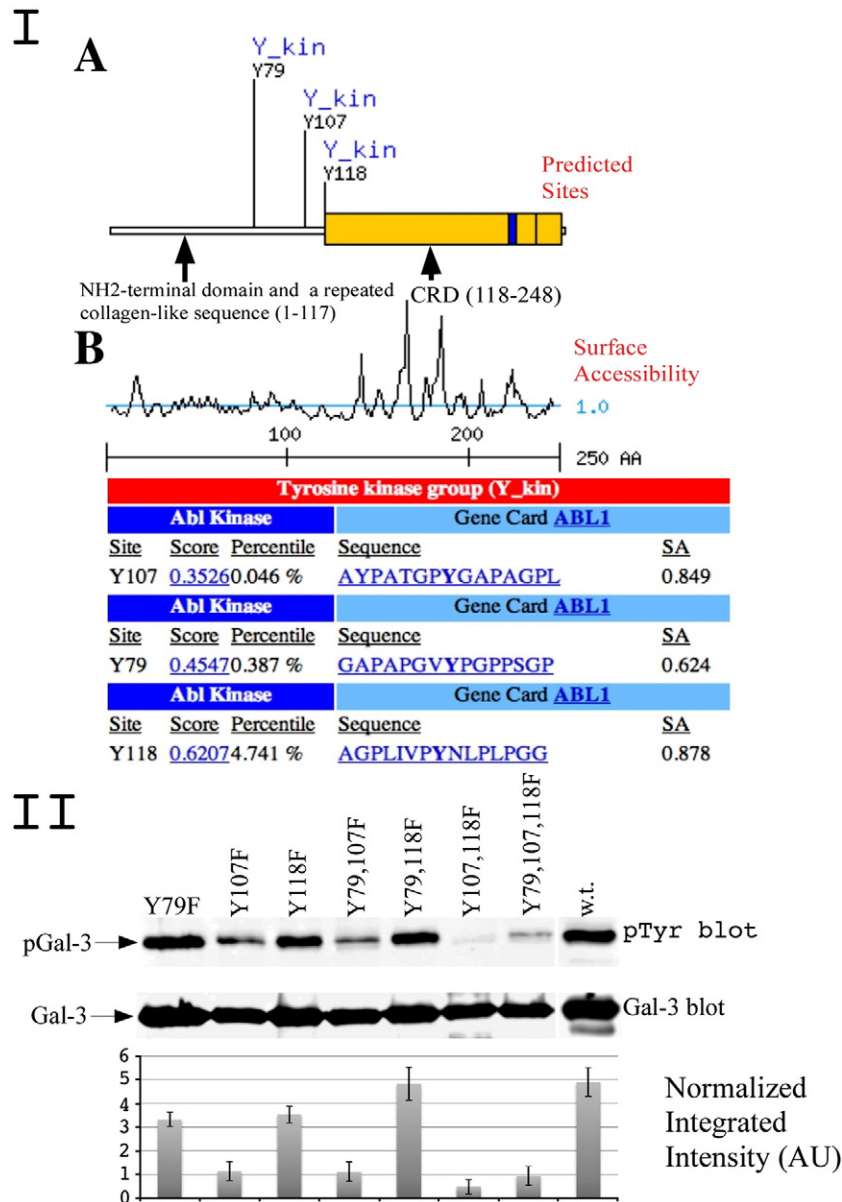 I
A
Y_kin
Y79
Y_kin
Y107
Y_kin
Y118
Predicted
Sites
NH2-terminal domain and a repeated
collagen-like sequence (1-117)
CRD (118-248)
B
Surface
Accessibility
1.0
100 200
250 AA
Tyrosine kinase group (Y_kin)
Abl Kinase Gene Card ABL1
Site Score Percentile Sequence SA
Y107 0.3526 0.046 % AYPATGPYGAPAGPL 0.849
Abl Kinase Gene Card ABL1
Site Score Percentile Sequence SA
Y79 0.4547 0.387 % GAPAPGVYPGPPSGP 0.624
Abl Kinase Gene Card ABL1
Site Score Percentile Sequence SA
Y118 0.6207 4.741 % AGPLIVPYNLPLPGG 0.878
II
Y79F Y107F Y118F Y79,107F Y79,118F Y107,118F Y79,107,118F w.t.
pGal-3 pTyr blot
Gal-3 Gal-3 blot
6
5
4
3
2
1
0
Normalized
Integrated
Intensity (AU)